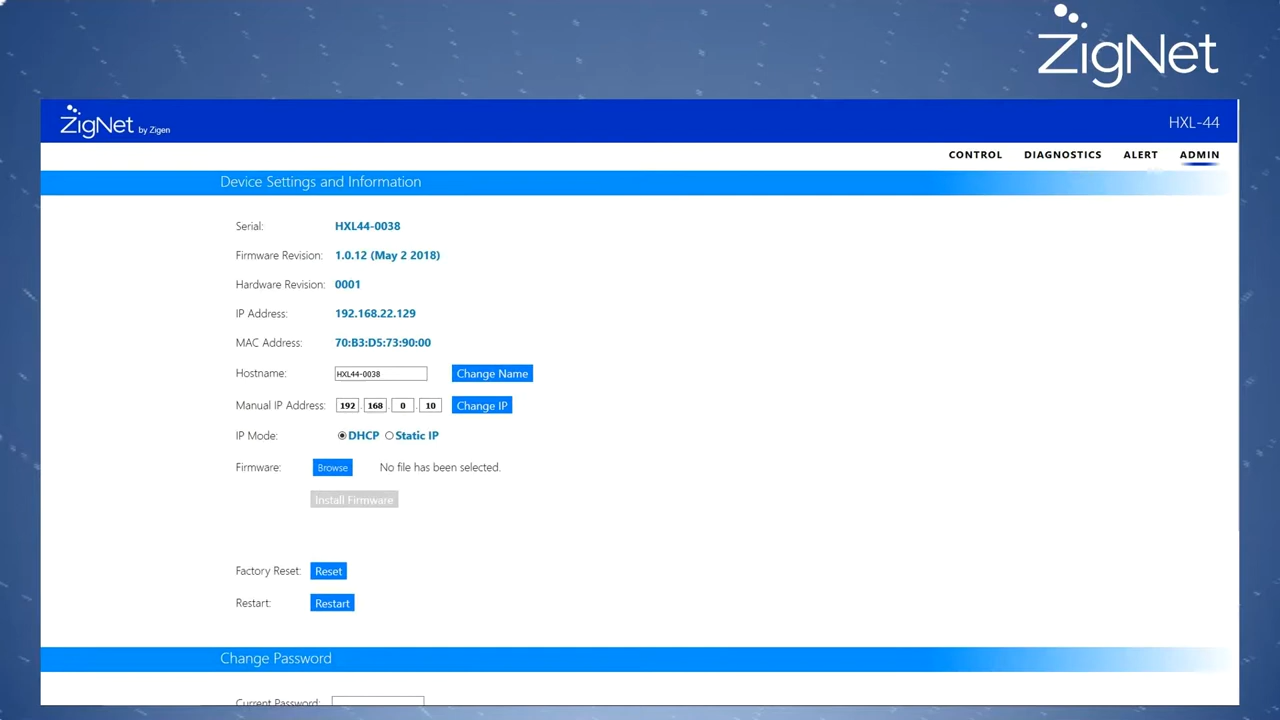 ZigNet
ZigNet by Zigen
HXL-44
CONTROL DIAGNOSTICS ALERT ADMIN
Device Settings and Information
Serial: HXL44-0038
Firmware Revision: 1.0.12 (May 2 2018)
Hardware Revision: 0001
IP Address: 192.168.22.129
MAC Address: 70:B3:D5:73:90:00
Hostname: HXL44-0038 Change Name
Manual IP Address: 192 . 168 . 0 . 10 Change IP
IP Mode: DHCP Static IP
Firmware: Browse No file has been selected.
Install Firmware
Factory Reset: Reset
Restart: Restart
Change Password
Current Password: